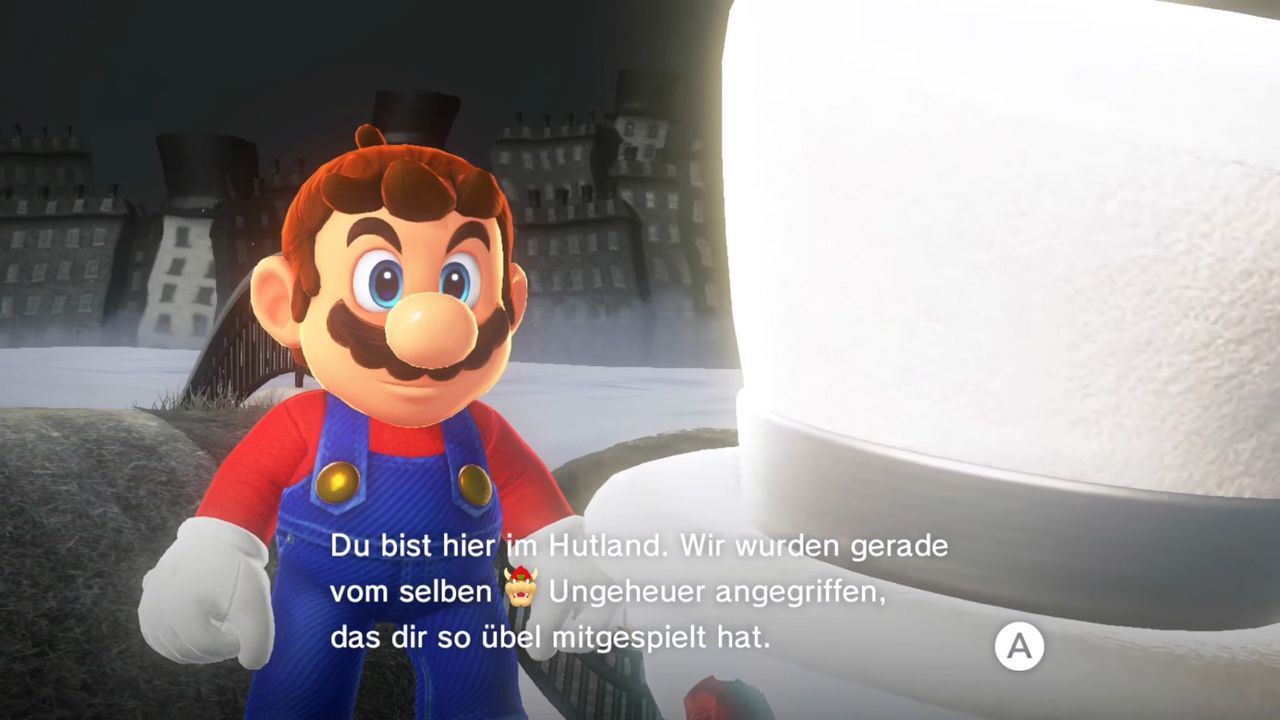 Du bist hier im Hutland. Wir wurden gerade
vom selben Ungeheuer angegriffen,
das dir so übel mitgespielt hat.
A